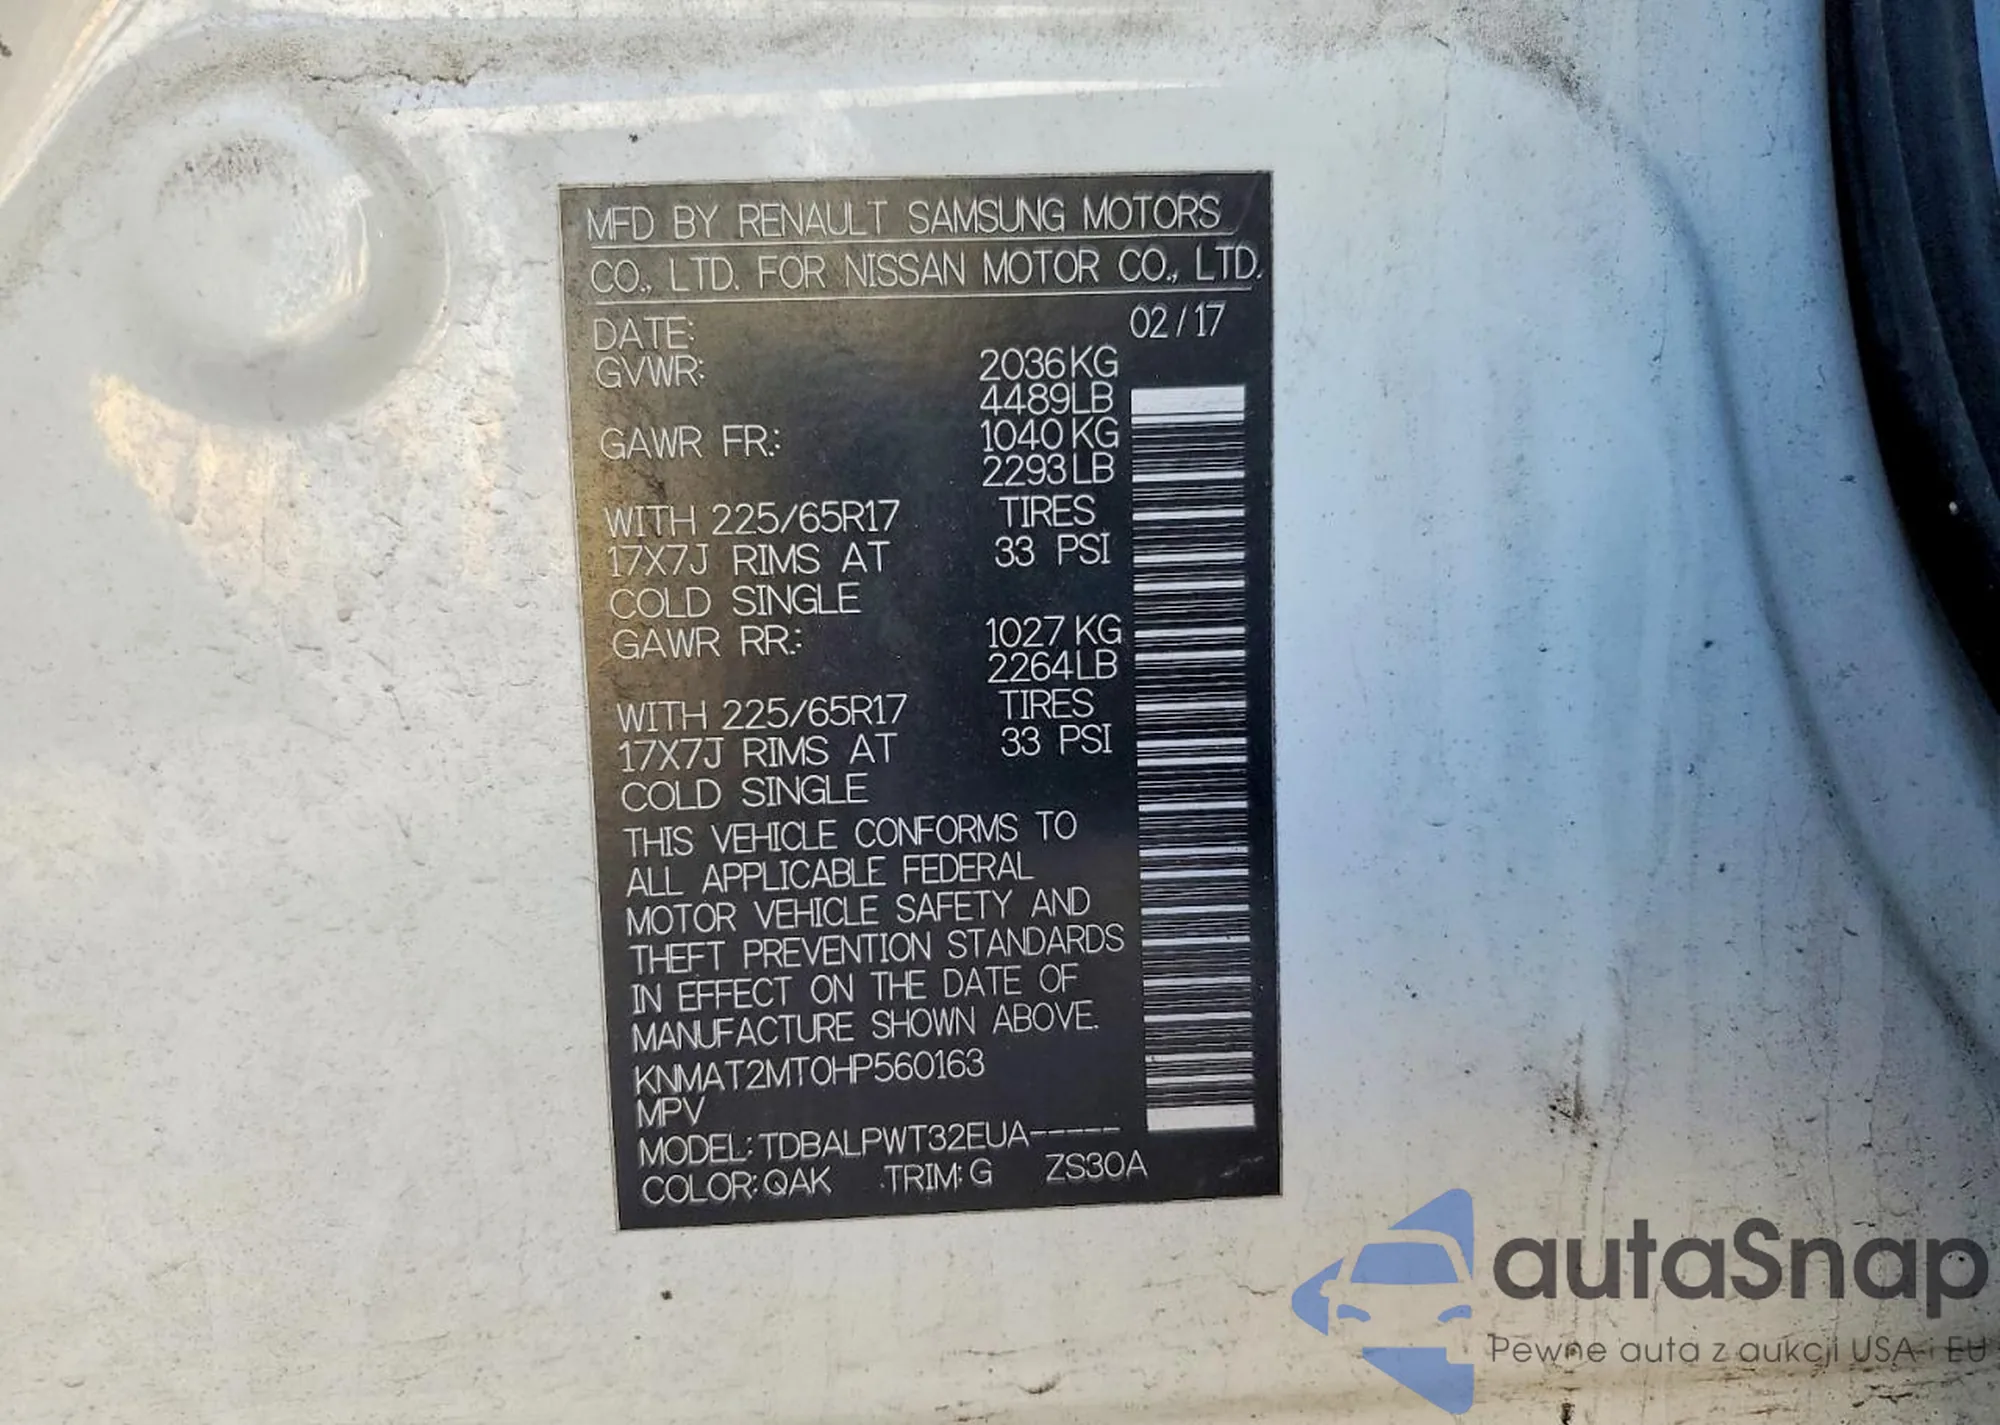 MFD BY RENAULT SAMSUNG MOTORS
CO., LTD. FOR NISSAN MOTOR CO., LTD.
DATE: 02/17
GVWR: 2036KG
4489LB
GAWR FR.: 1040KG
2293LB
WITH 225/65R17 TIRES
17X7J RIMS AT 33 PSI
COLD SINGLE
GAWR RR.: 1027KG
2264LB
WITH 225/65R17 TIRES
17X7J RIMS AT 33 PSI
COLD SINGLE
THIS VEHICLE CONFORMS TO
ALL APPLICABLE FEDERAL
MOTOR VEHICLE SAFETY AND
THEFT PREVENTION STANDARDS
IN EFFECT ON THE DATE OF
MANUFACTURE SHOWN ABOVE.
KNMAT2MT0HP560163
MPV
MODEL: TDBALPWT32EUA-----
COLOR: QAK TRIM: G ZS30A
autaSnap
Pewne auta z aukcji USA i EU